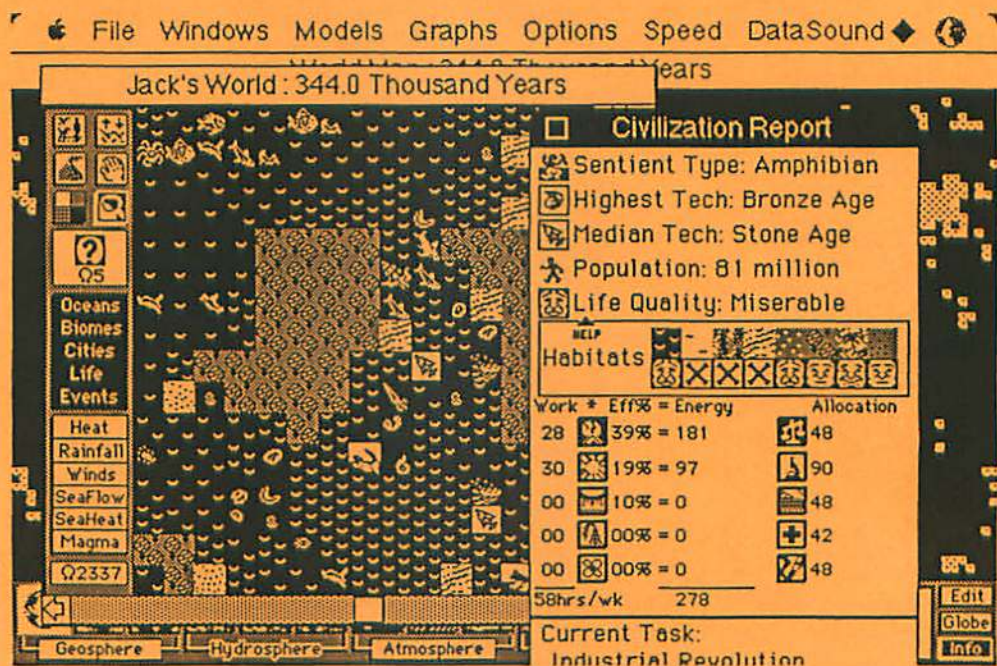 File Windows Models Graphs Options Speed DataSound
Years
Jack's World : 344.0 Thousand Years
Civilization Report
Sentient Type: Amphibian
Highest Tech: Bronze Age
Median Tech: Stone Age
Population: 81 million
Life Quality: Miserable
HELP
Habitats
Work * Eff% = Energy Allocation
28 39% = 181 48
30 19% = 97 90
00 10% = 0 48
00 00% = 0 42
00 00% = 0 48
58hrs/wk 278
Current Task:
Industrial Revolution
?
Ω5
Oceans
Biomes
Cities
Life
Events
Heat
Rainfall
Winds
SeaFlow
SeaHeat
Magma
Ω2337
Geosphere Hydrosphere Atmosphere
Edit
Globe
Info